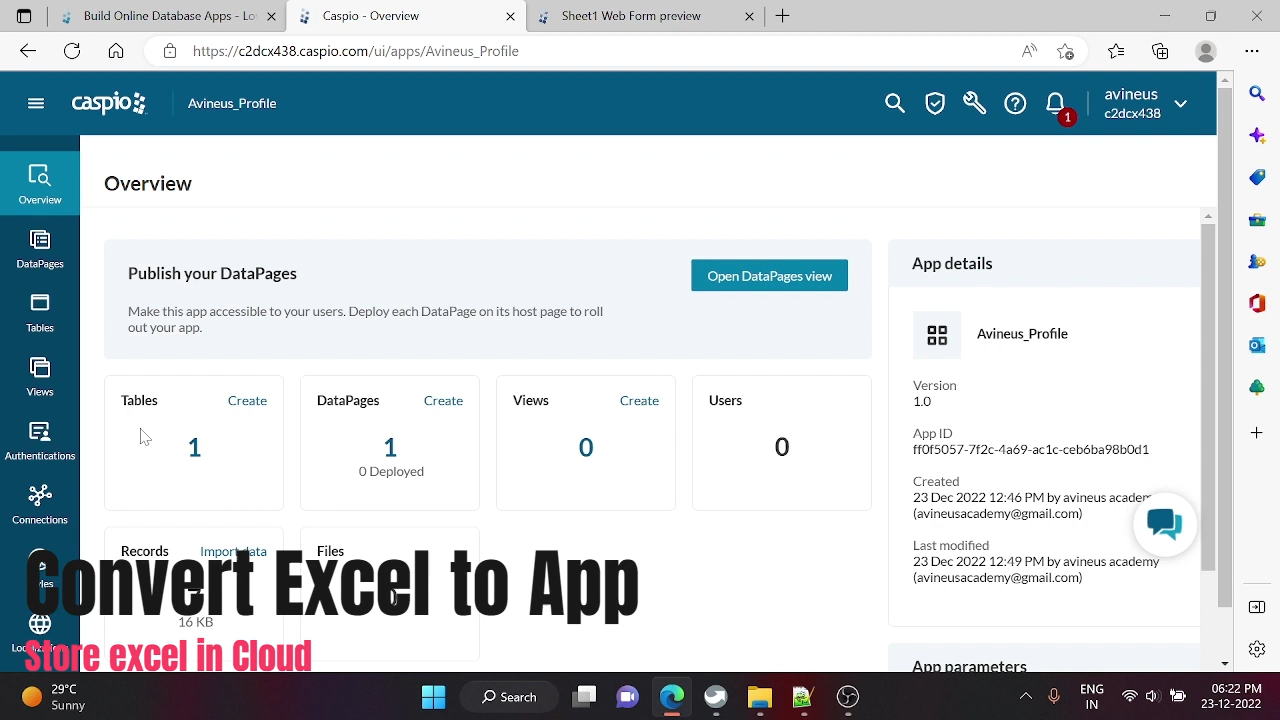 Build a Web App - Lo
Caspio - Overview
Sheet1 Web Form preview
https://c2dcx438.caspio.com/ui/apps/Avineus_Profile
caspio
Avineus_Profile
1
avineus
c2dcx438
Overview
DataPages
Tables
Views
Authentications
Connections
Overview
Publish your DataPages
Open DataPages view
Make this app accessible to your users. Deploy each DataPage on its host page to roll
out your app.
Tables
Create
1
DataPages
Create
1
0 Deployed
Views
Create
0
Users
0
Records
Import data
16 KB
Files
App details
Avineus_Profile
Version
1.0
App ID
ff0f5057-7f2c-4a69-ac1c-ceb6ba98b0d1
Created
23 Dec 2022 12:46 PM by avineus academy
(avineusacademy@gmail.com)
Last modified
23 Dec 2022 12:49 PM by avineus academy
(avineusacademy@gmail.com)
App parameters
Convert Excel to App
Store excel in Cloud
29°C
Sunny
Search
ENG
IN
06:22 PM
23-12-2022